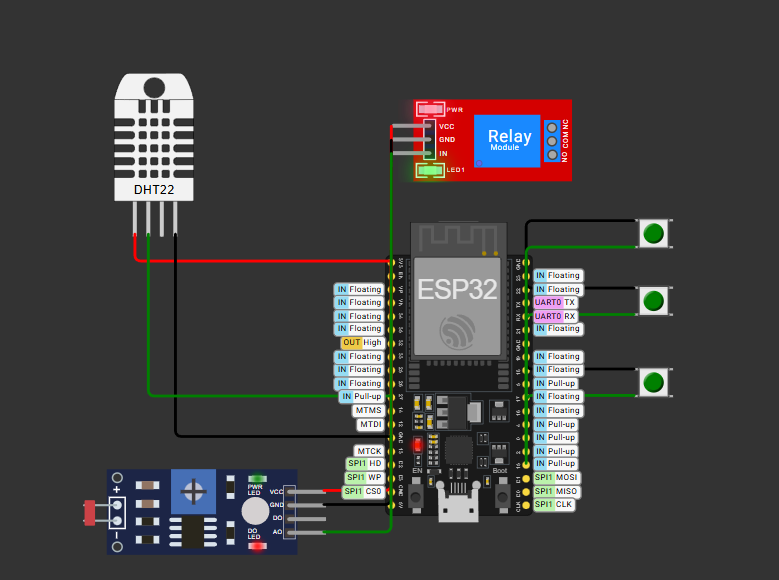 PWR
VCC
GND
IN
LED1
Relay
Module
NO COM NC
DHT22
ESP32
IN Floating
IN Floating
IN Floating
IN Floating
OUT High
IN Floating
IN Floating
IN Floating
IN Pull-up
MTMS
MTDI
MTCK
SPI1 HD
SPI1 WP
SPI1 CS0
IN Floating
IN Floating
UART0 TX
UART0 RX
IN Floating
IN Floating
IN Floating
IN Pull-up
IN Floating
IN Floating
IN Pull-up
IN Pull-up
IN Pull-up
IN Pull-up
SPI1 MOSI
SPI1 MISO
SPI1 CLK
EN
Boot
+
PWR
LED
VCC
GND
DO
AO
DO
LED